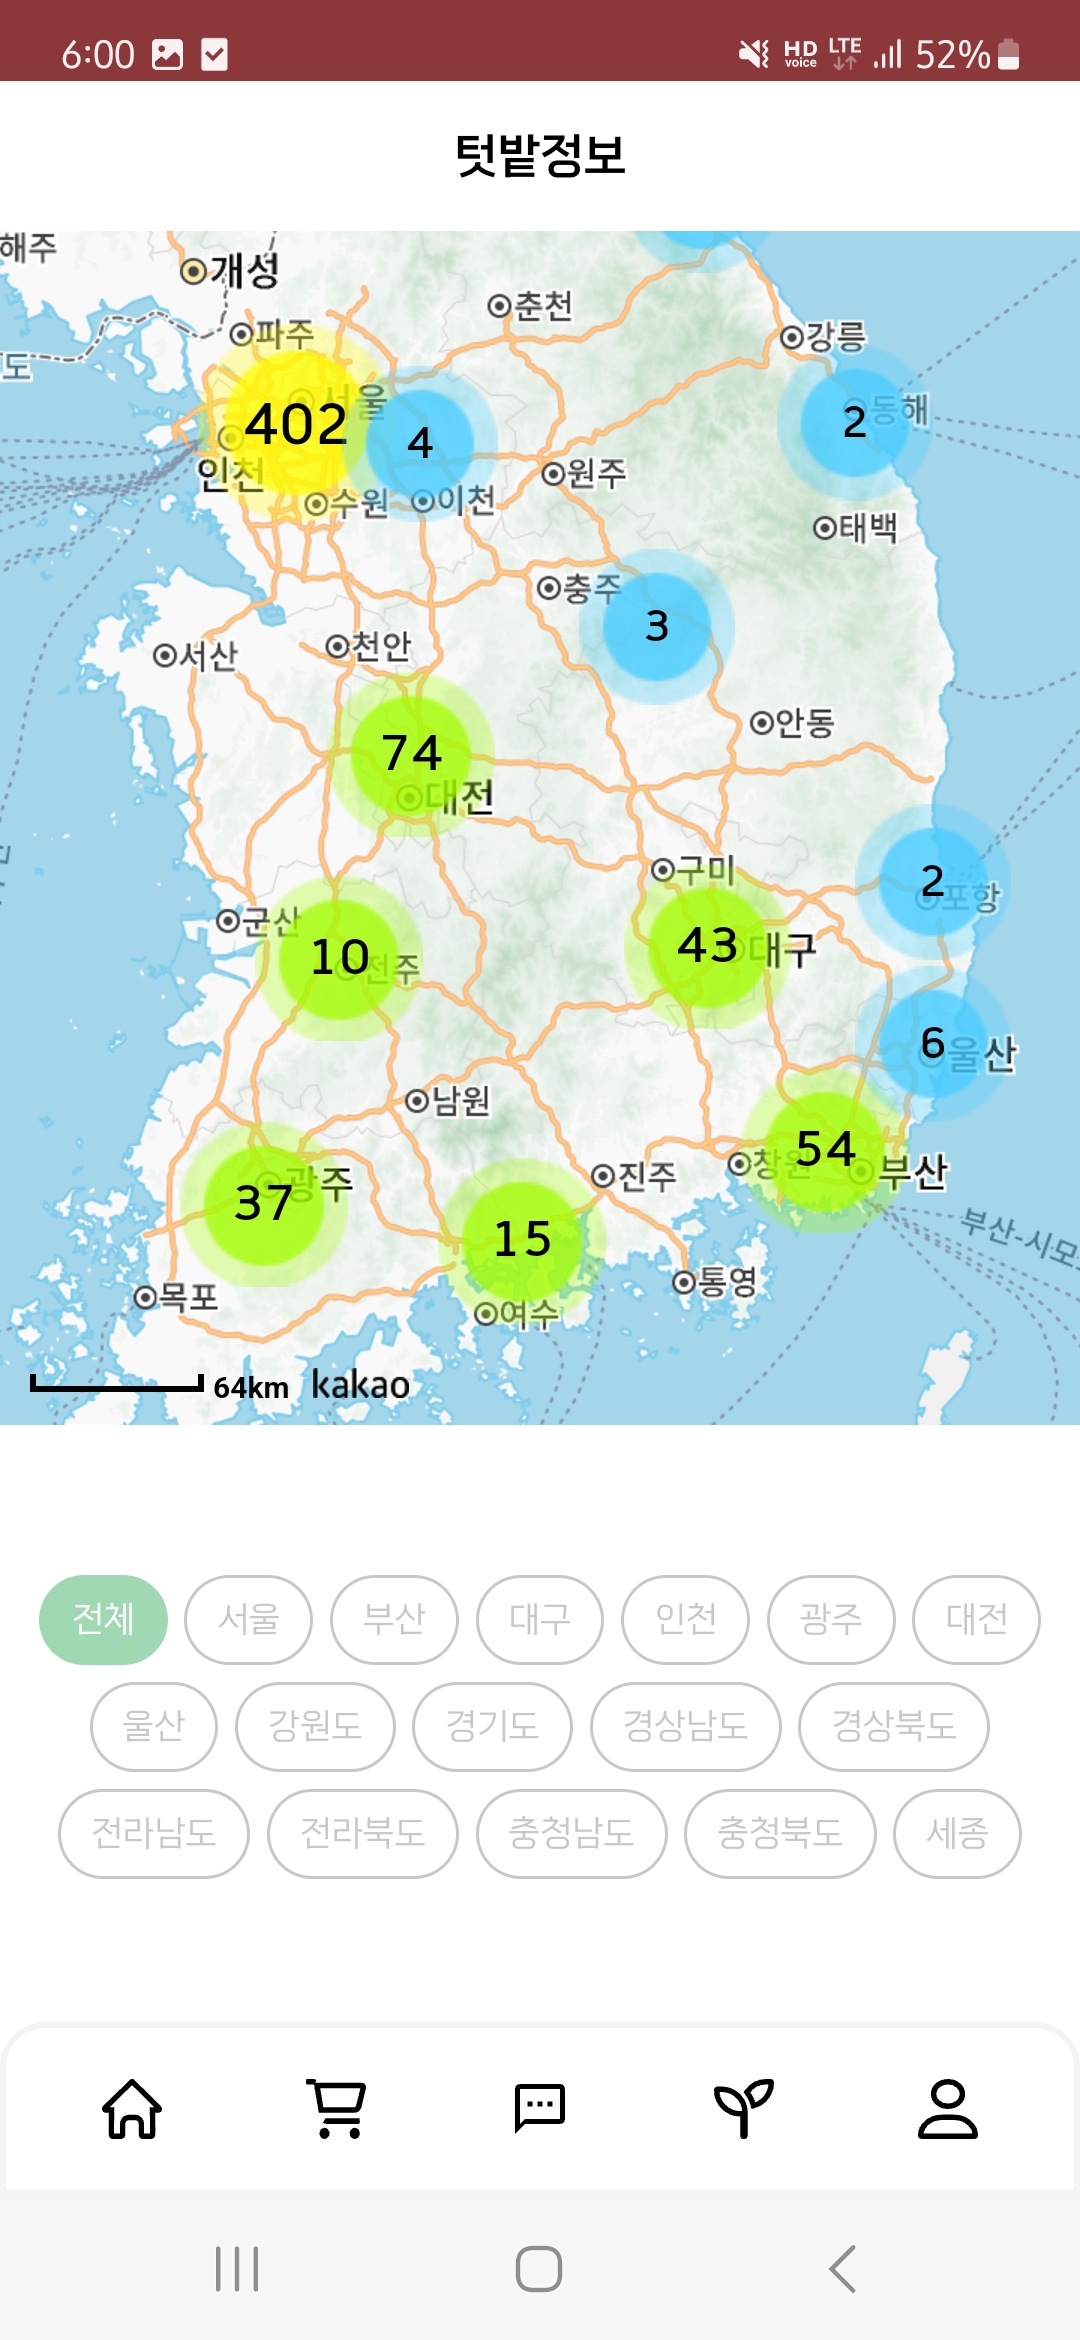 6:00
HD voice LTE 52%
텃밭정보
해주
개성
파주
춘천
강릉
도
서울
402
4
2
동해
인천
수원
이천
원주
태백
충주
3
서산
천안
안동
74
대전
구미
2
포항
군산
10
전주
43
대구
6
울산
남원
54
창원
부산
진주
37
광주
15
부산-시모
통영
목포
여수
64km kakao
전체 서울 부산 대구 인천 광주 대전
울산 강원도 경기도 경상남도 경상북도
전라남도 전라북도 충청남도 충청북도 세종